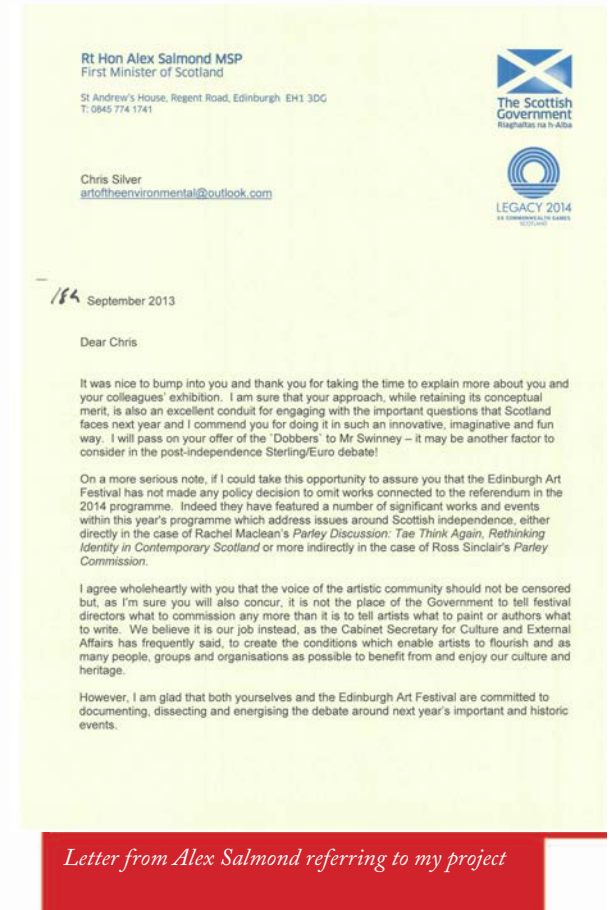 Rt Hon Alex Salmond MSP
First Minister of Scotland
St Andrew's House, Regent Road, Edinburgh EH1 3DG
T: 0845 774 1741
The Scottish
Government
Riaghaltas na h-Alba
LEGACY 2014
XX COMMONWEALTH GAMES
SCOTLAND
Chris Silver
artoftheenvironmental@outlook.com
September 2013
Dear Chris
It was nice to bump into you and thank you for taking the time to explain more about you and
your colleagues' exhibition. I am sure that your approach, while retaining its conceptual
merit, is also an excellent conduit for engaging with the important questions that Scotland
faces next year and I commend you for doing it in such an innovative, imaginative and fun
way. I will pass on your offer of the `Dobbers' to Mr Swinney – it may be another factor to
consider in the post-independence Sterling/Euro debate!
On a more serious note, if I could take this opportunity to assure you that the Edinburgh Art
Festival has not made any policy decision to omit works connected to the referendum in the
2014 programme. Indeed they have featured a number of significant works and events
within this year's programme which address issues around Scottish independence, either
directly in the case of Rachel Maclean's Parley Discussion: Tae Think Again, Rethinking
Identity in Contemporary Scotland or more indirectly in the case of Ross Sinclair's Parley
Commission.
I agree wholeheartly with you that the voice of the artistic community should not be censored
but, as I'm sure you will also concur, it is not the place of the Government to tell festival
directors what to commission any more than it is to tell artists what to paint or authors what
to write. We believe it is our job instead, as the Cabinet Secretary for Culture and External
Affairs has frequently said, to create the conditions which enable artists to flourish and as
many people, groups and organisations as possible to benefit from and enjoy our culture and
heritage.
However, I am glad that both yourselves and the Edinburgh Art Festival are committed to
documenting, dissecting and energising the debate around next year's important and historic
events.
Letter from Alex Salmond referring to my project